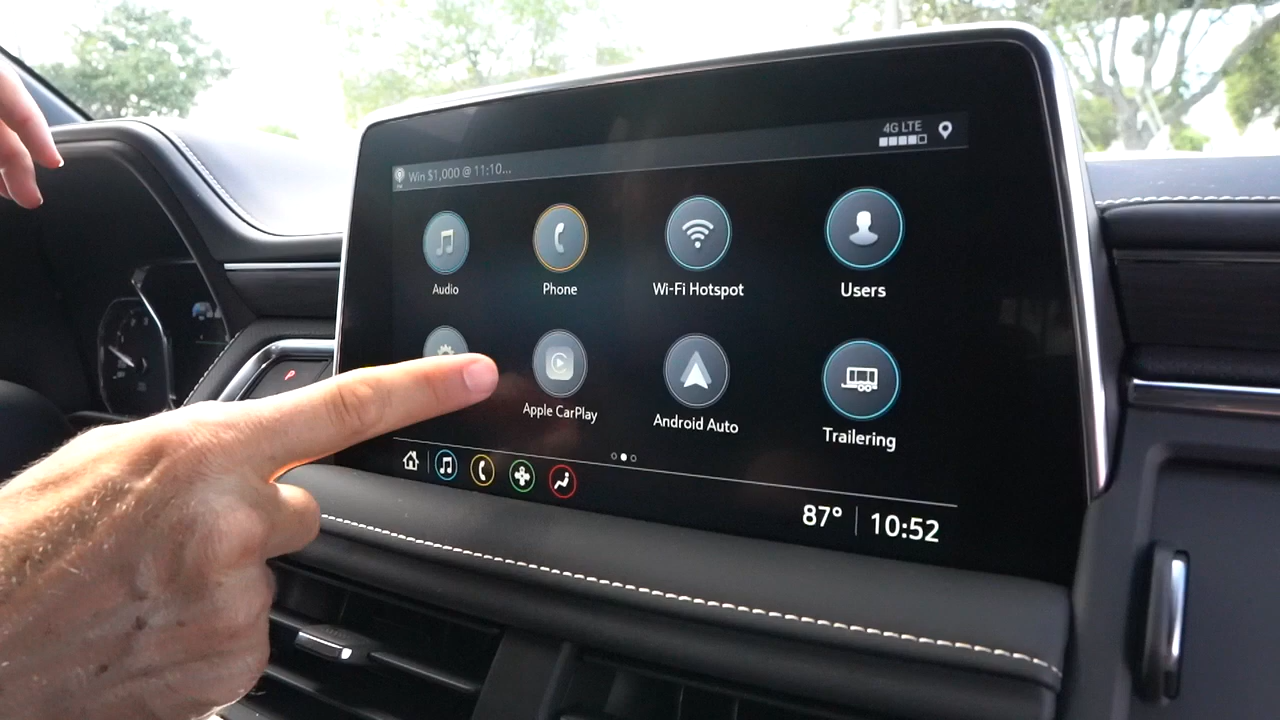 4G LTE
Win $1,000 @ 11:10...
Audio
Phone
Wi-Fi Hotspot
Users
Apple CarPlay
Android Auto
Trailering
87° 10:52